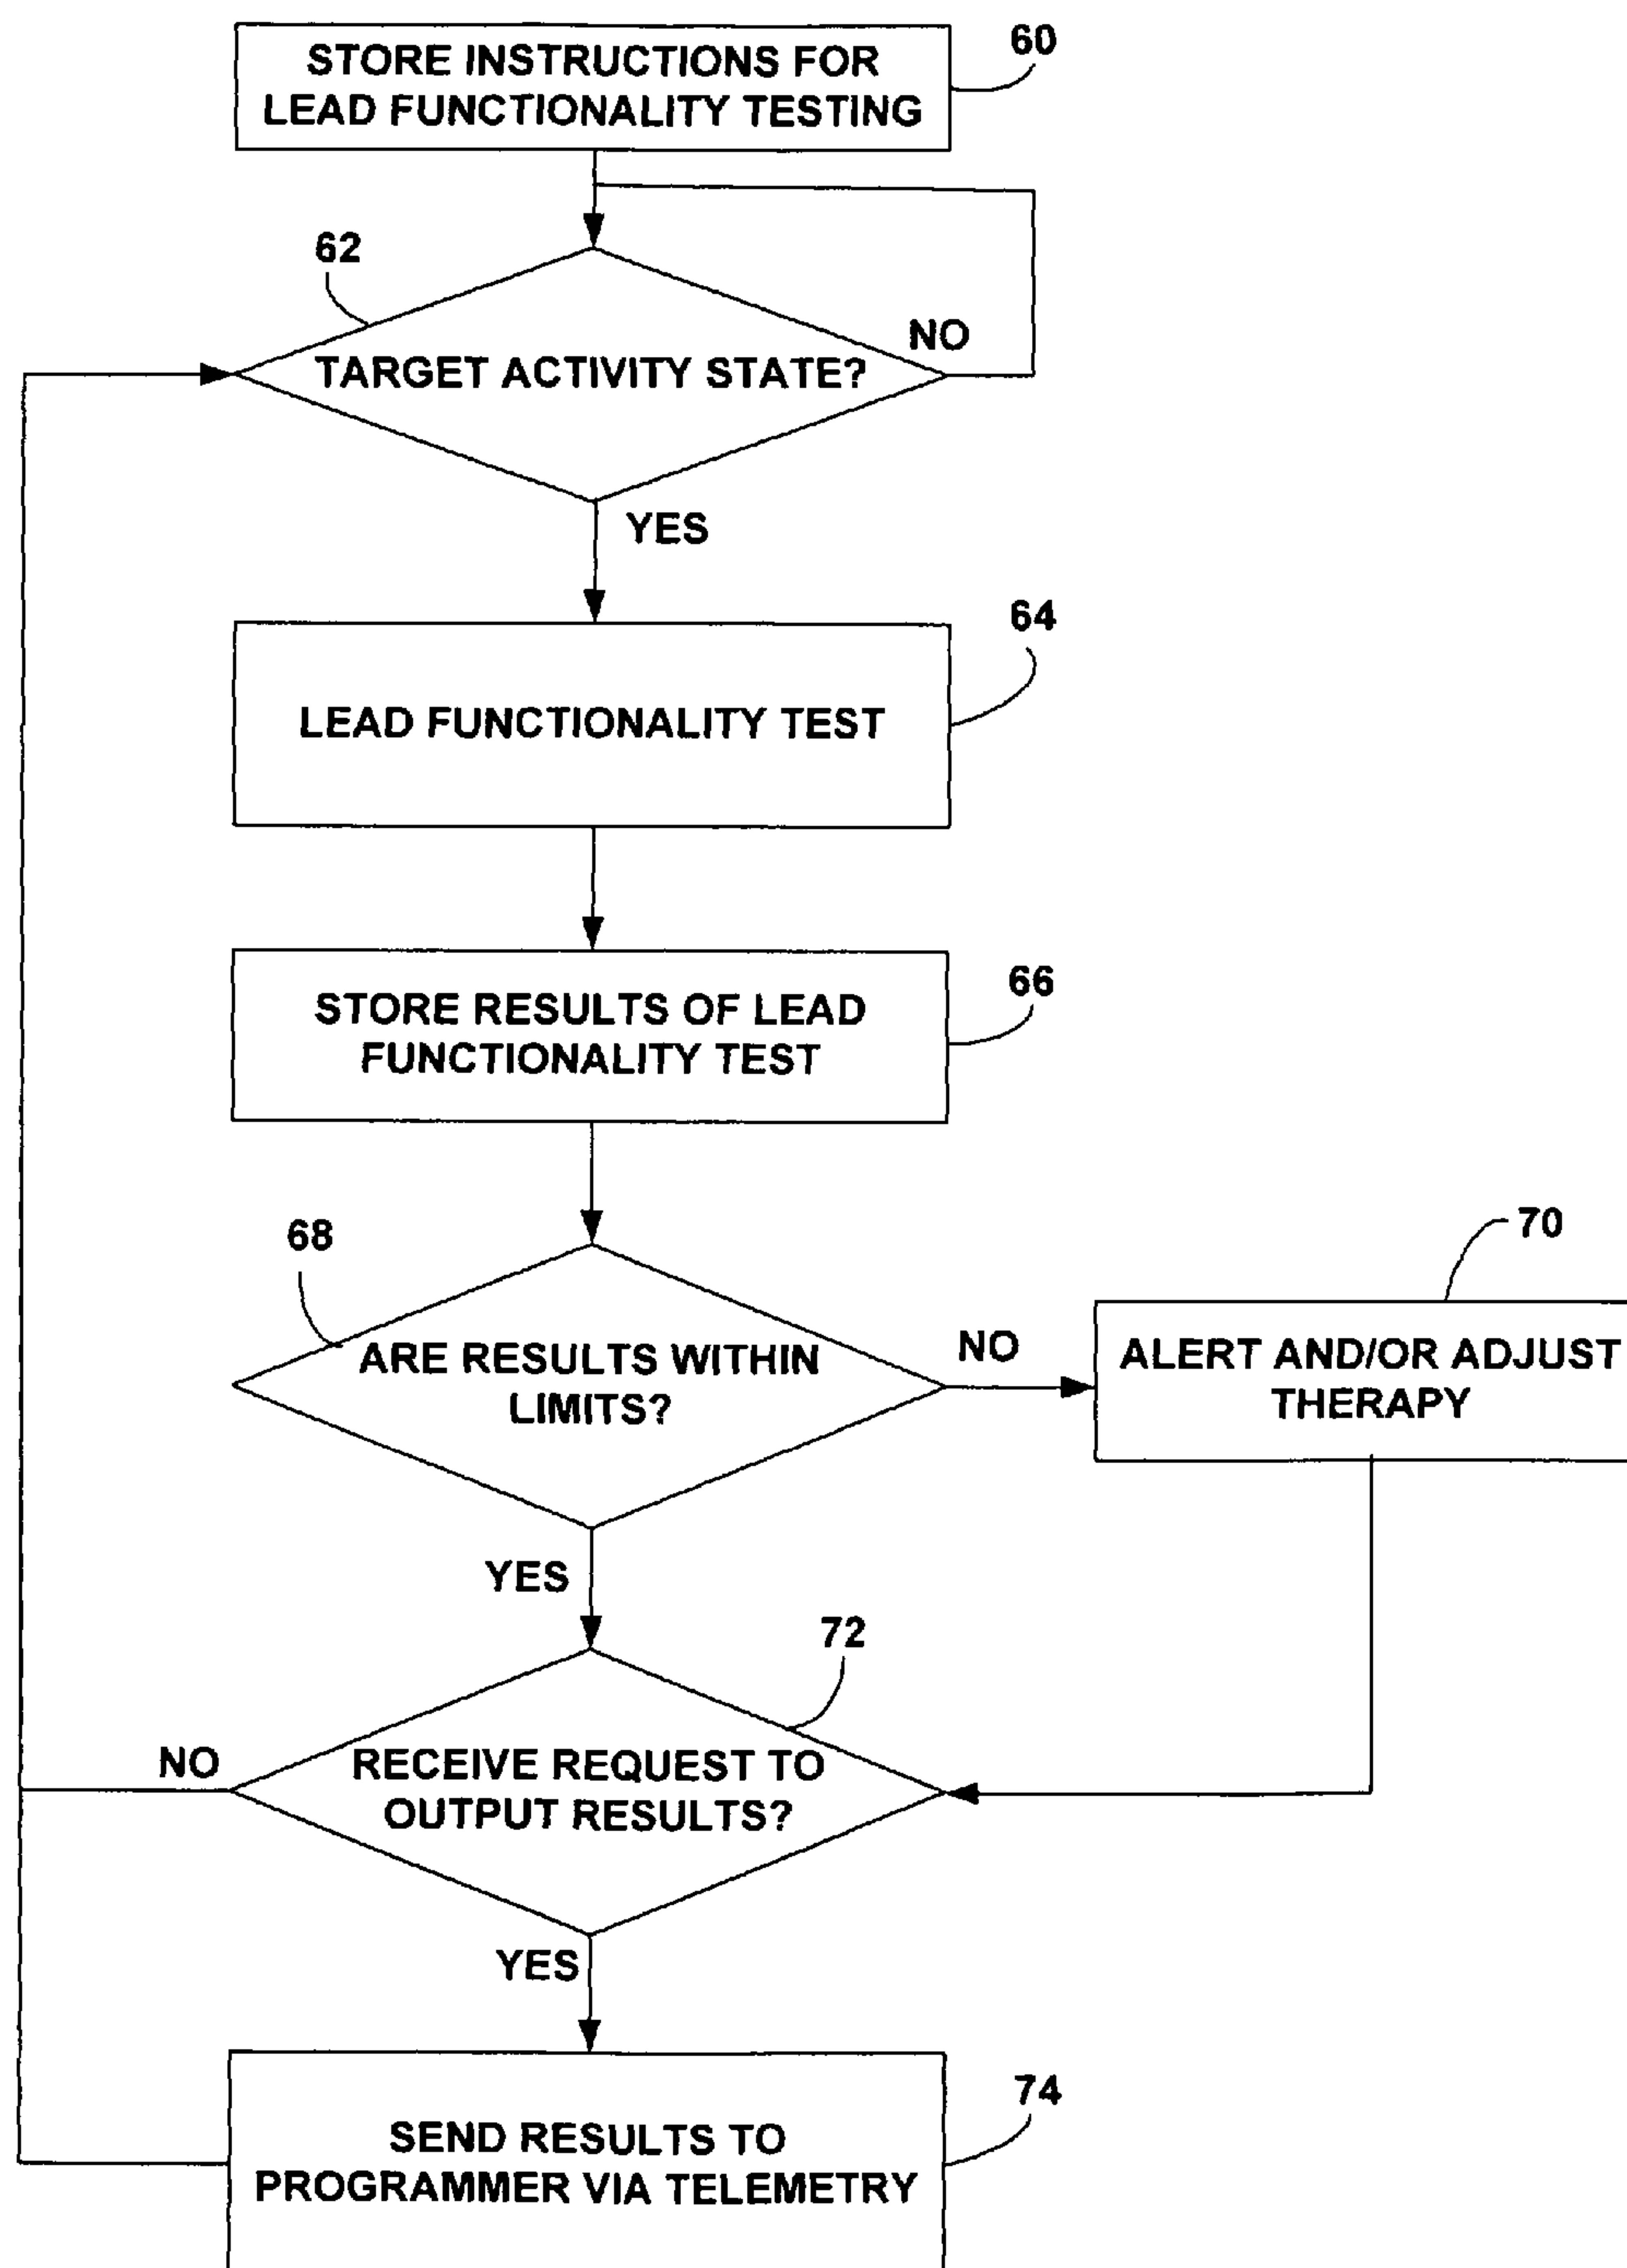 STORE INSTRUCTIONS FOR
LEAD FUNCTIONALITY TESTING
60
62
TARGET ACTIVITY STATE?
NO
YES
64
LEAD FUNCTIONALITY TEST
66
STORE RESULTS OF LEAD
FUNCTIONALITY TEST
68
ARE RESULTS WITHIN
LIMITS?
NO
70
ALERT AND/OR ADJUST
THERAPY
YES
72
NO
RECEIVE REQUEST TO
OUTPUT RESULTS?
YES
74
SEND RESULTS TO
PROGRAMMER VIA TELEMETRY